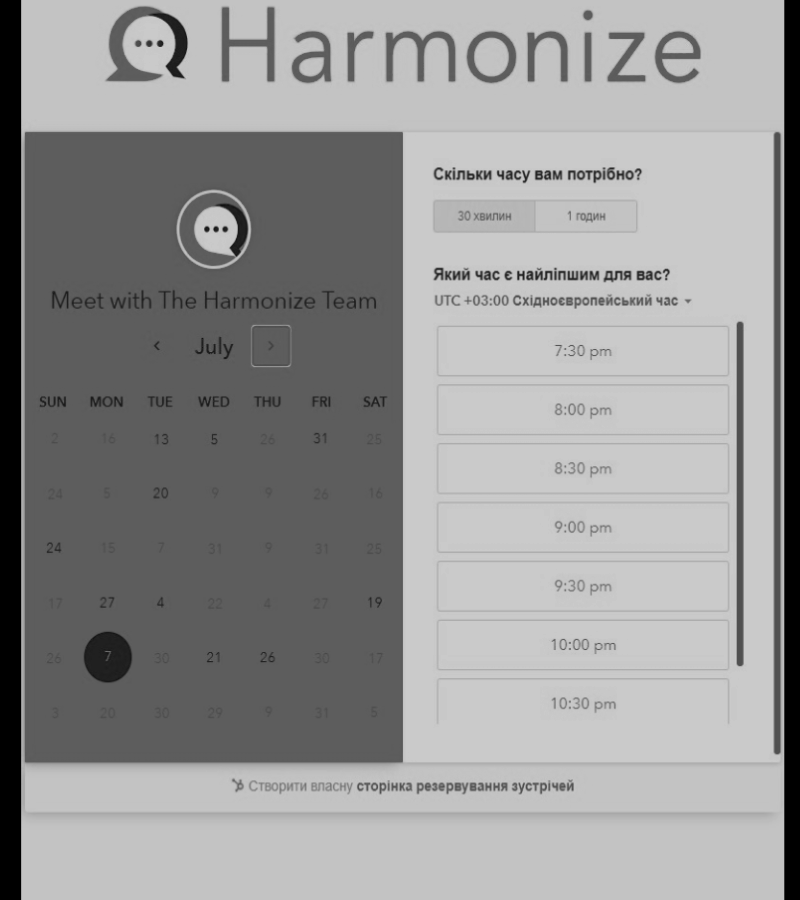 Harmonize
Meet with The Harmonize Team
July
SUN MON TUE WED THU FRI SAT
2 16 13 5 26 31 25
24 5 20 9 9 26 16
24 15 7 31 9 31 25
17 27 4 22 4 27 19
26 7 30 21 26 30 17
3 20 30 29 9 31 5
Скільки часу вам потрібно?
30 хвилин 1 годин
Який час є найліпшим для вас?
UTC +03:00 Східноєвропейський час
7:30 pm
8:00 pm
8:30 pm
9:00 pm
9:30 pm
10:00 pm
10:30 pm
Створити власну сторінка резервування зустрічей